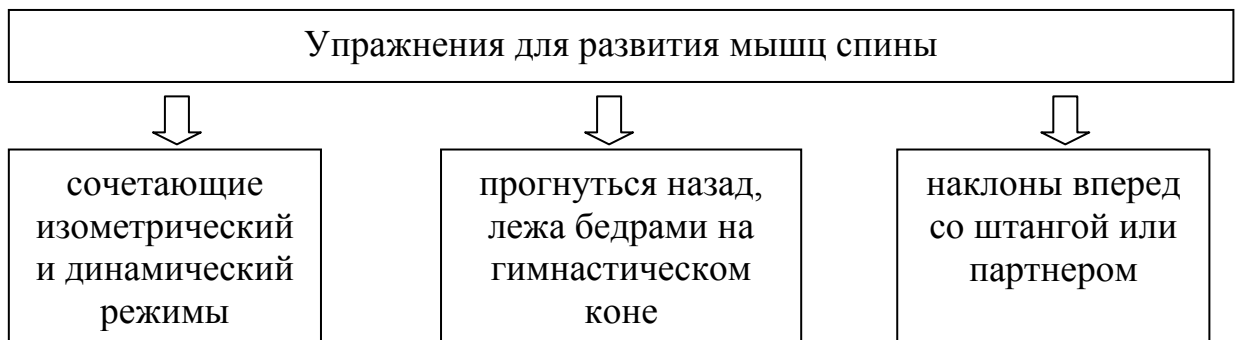 Упражнения для развития мышц спины
сочетающие
изометрический
и динамический
режимы
прогнуться назад,
лежа бедрами на
гимнастическом
коне
наклоны вперед
со штангой или
партнером